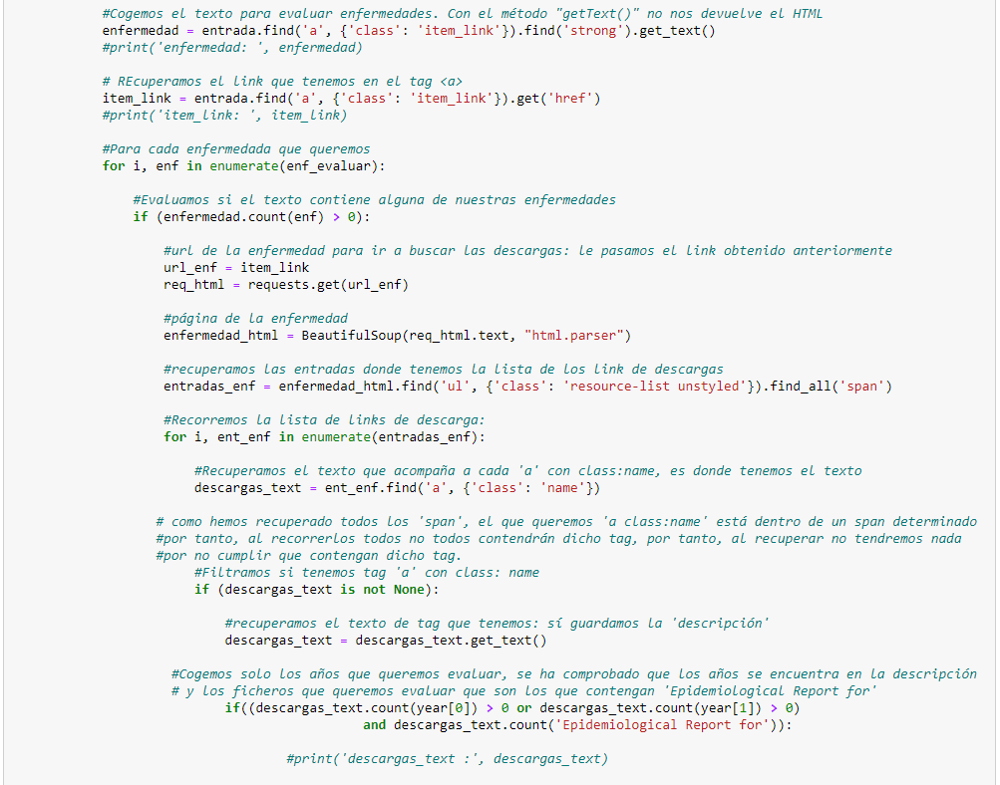 #Cogemos el texto para evaluar enfermedades. Con el método "getText()" no nos devuelve el HTML
enfermedad = entrada.find('a', {'class': 'item_link'}).find('strong').get_text()
#print('enfermedad: ', enfermedad)
# REcuperamos el link que tenemos en el tag <a>
item_link = entrada.find('a', {'class': 'item_link'}).get('href')
#print('item_link: ', item_link)
#Para cada enfermedada que queremos
for i, enf in enumerate(enf_evaluar):
#Evaluamos si el texto contiene alguna de nuestras enfermedades
if (enfermedad.count(enf) > 0):
#url de la enfermedad para ir a buscar las descargas: le pasamos el link obtenido anteriormente
url_enf = item_link
req_html = requests.get(url_enf)
#página de la enfermedad
enfermedad_html = BeautifulSoup(req_html.text, "html.parser")
#recuperamos las entradas donde tenemos la lista de los link de descargas
entradas_enf = enfermedad_html.find('ul', {'class': 'resource-list unstyled'}).find_all('span')
#Recorremos la lista de links de descarga:
for i, ent_enf in enumerate(entradas_enf):
#Recuperamos el texto que acompaña a cada 'a' con class:name, es donde tenemos el texto
descargas_text = ent_enf.find('a', {'class': 'name'})
# como hemos recuperado todos los 'span', el que queremos 'a class:name' está dentro de un span determinado
#por tanto, al recorrerlos todos no todos contendrán dicho tag, por tanto, al recuperar no tendremos nada
#por no cumplir que contengan dicho tag.
#Filtramos si tenemos tag 'a' con class: name
if (descargas_text is not None):
#recuperamos el texto de tag que tenemos: sí guardamos la 'descripción'
descargas_text = descargas_text.get_text()
#Cogemos solo los años que queremos evaluar, se ha comprobado que los años se encuentra en la descripción
# y los ficheros que queremos evaluar que son los que contengan 'Epidemiological Report for'
if((descargas_text.count(year[0]) > 0 or descargas_text.count(year[1]) > 0)
and descargas_text.count('Epidemiological Report for')):
#print('descargas_text :', descargas_text)